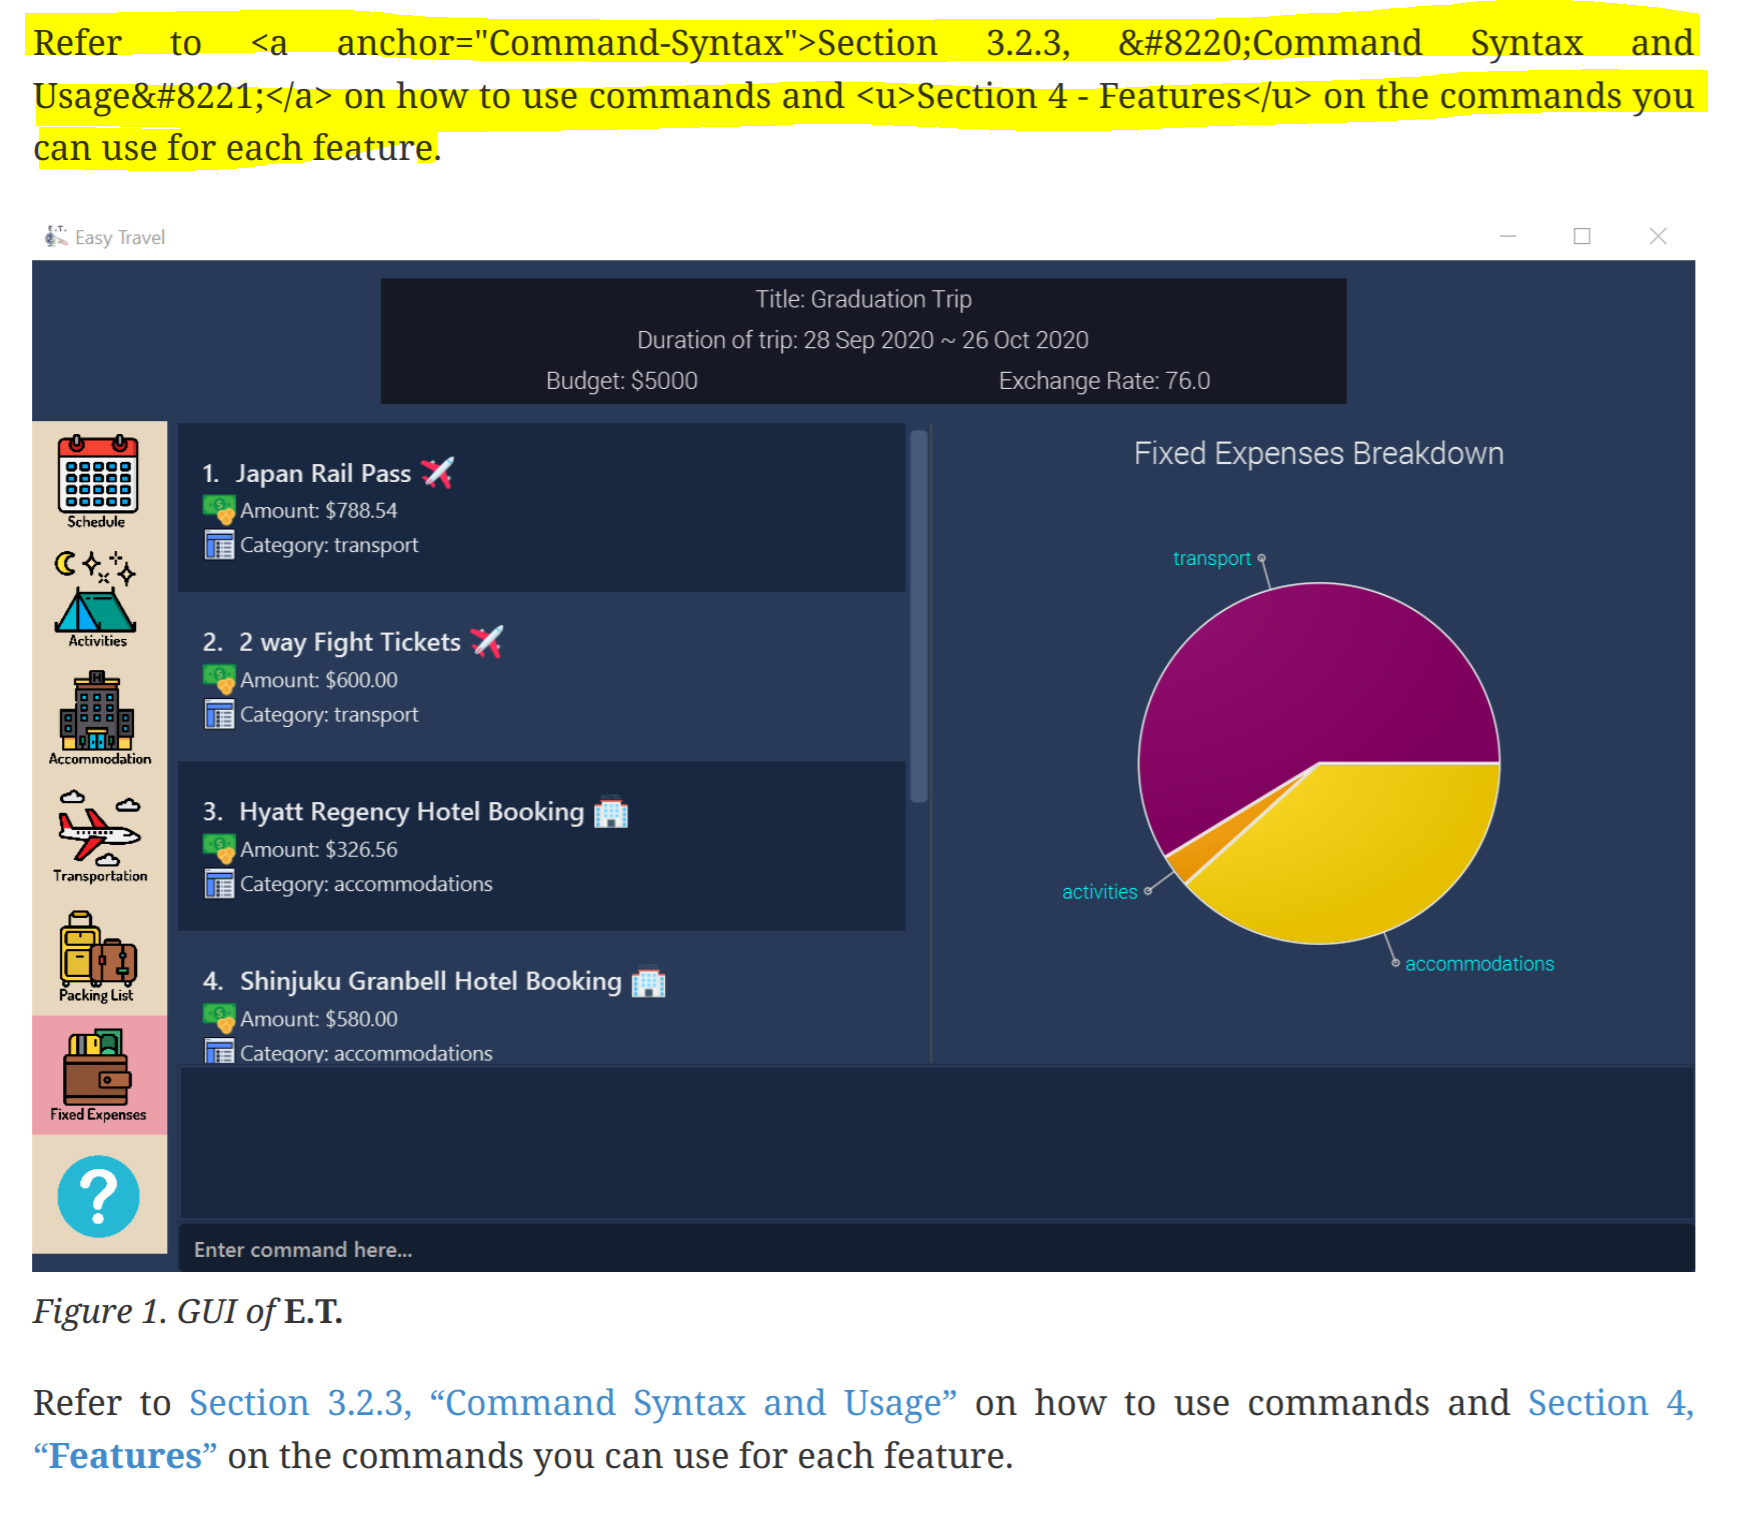 Refer to <a anchor="Command-Syntax">Section 3.2.3, &#8220;Command Syntax and
Usage&#8221;</a> on how to use commands and <u>Section 4 - Features</u> on the commands you
can use for each feature.
E.T.
Easy Travel
Title: Graduation Trip
Duration of trip: 28 Sep 2020 ~ 26 Oct 2020
Budget: $5000 Exchange Rate: 76.0
Schedule
Activities
Accommodation
Transportation
Packing List
Fixed Expenses
?
1. Japan Rail Pass
Amount: $788.54
Category: transport
2. 2 way Fight Tickets
Amount: $600.00
Category: transport
3. Hyatt Regency Hotel Booking
Amount: $326.56
Category: accommodations
4. Shinjuku Granbell Hotel Booking
Amount: $580.00
Category: accommodations
Fixed Expenses Breakdown
transport
activities
accommodations
Enter command here...
Figure 1. GUI of E.T.
Refer to Section 3.2.3, “Command Syntax and Usage” on how to use commands and Section 4,
“Features” on the commands you can use for each feature.